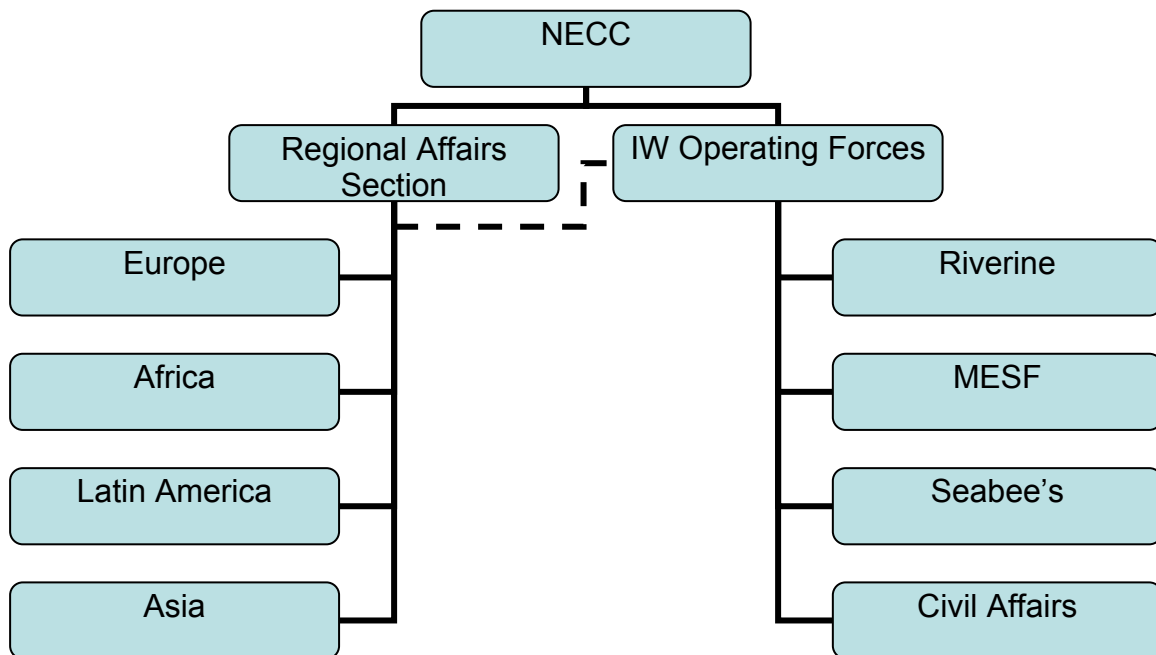 NECC
Regional Affairs
Section
IW Operating Forces
Europe
Africa
Latin America
Asia
Riverine
MESF
Seabee’s
Civil Affairs